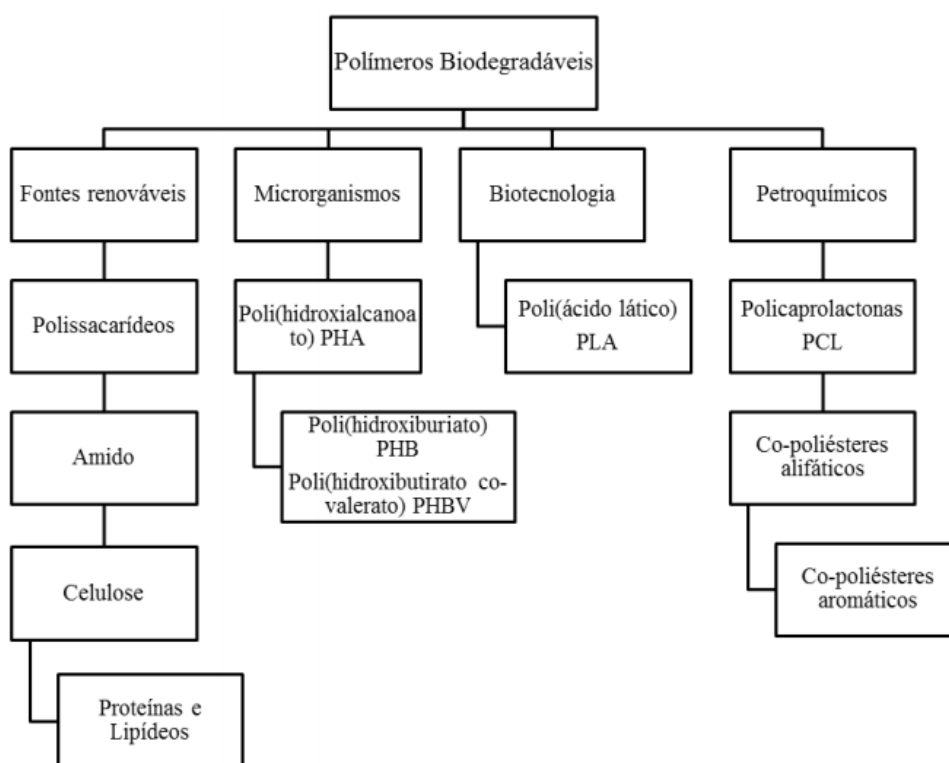 Polímeros Biodegradáveis
Fontes renováveis
Microrganismos
Biotecnologia
Petroquímicos
Polissacarídeos
Poli(hidroxialcanoa
to) PHA
Poli(ácido lático)
PLA
Policaprolactonas
PCL
Amido
Poli(hidroxiburiato)
PHB
Poli(hidroxibutirato co-
valerato) PHBV
Co-poliésteres
alifáticos
Celulose
Co-poliésteres
aromáticos
Proteínas e
Lipídeos